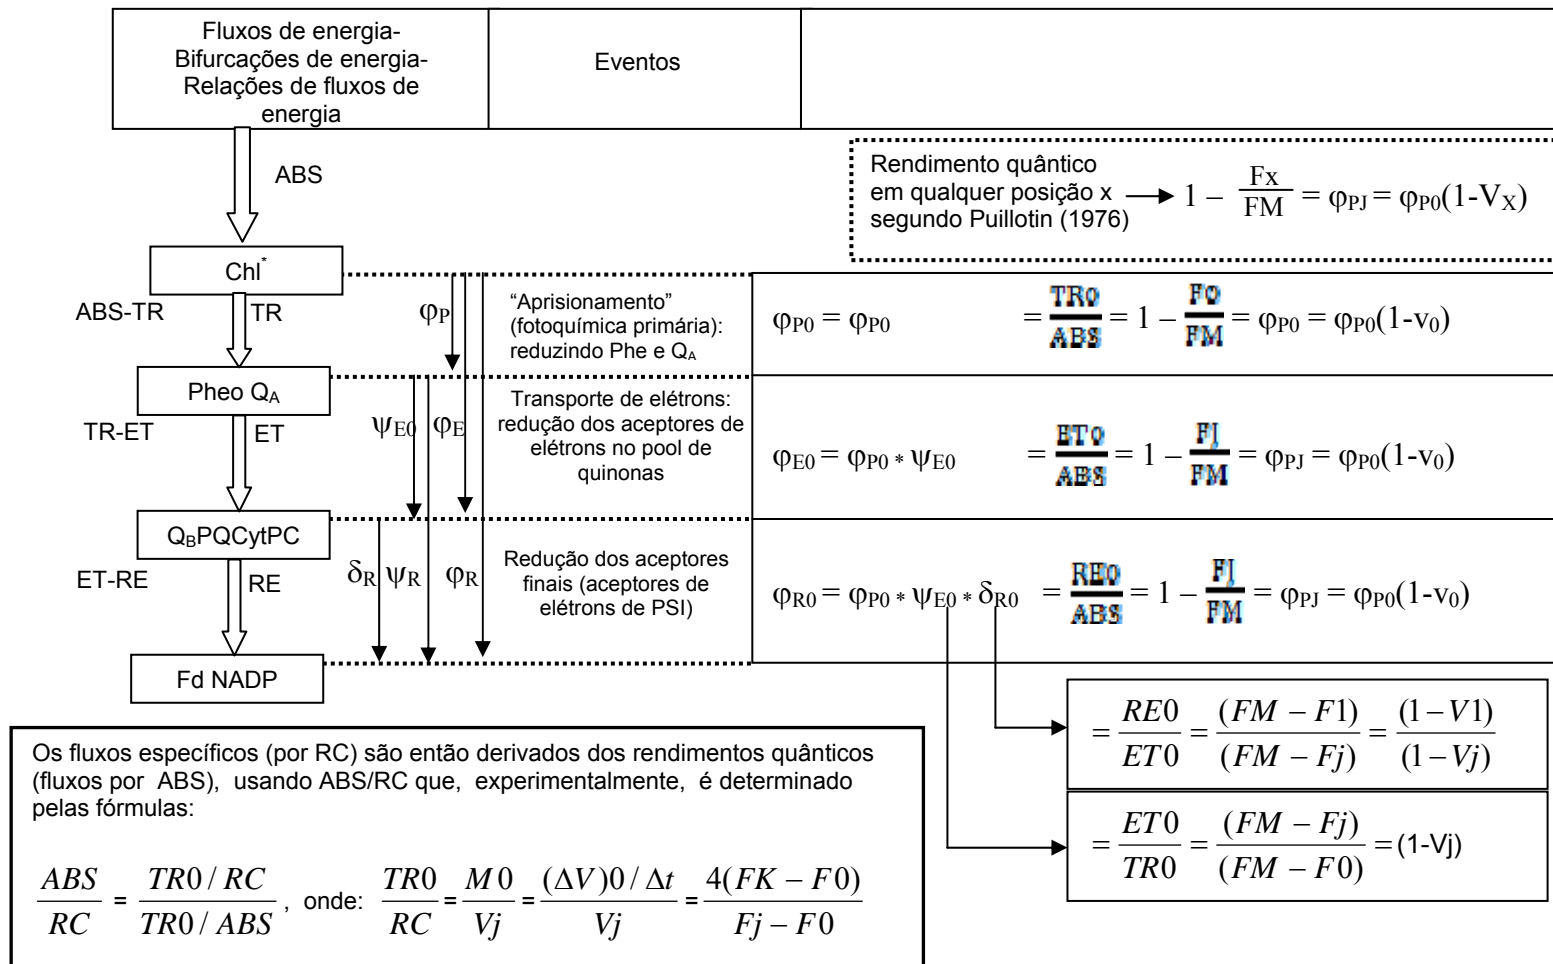 Fluxos de energia-
Bifurcações de energia-
Relações de fluxos de
energia
Eventos
ABS
Rendimento quântico
em qualquer posição x
segundo Puillotin (1976)
1 – Fx/FM = φPJ = φP0(1-VX)
Chl*
ABS-TR
TR
φP
“Aprisionamento”
(fotoquímica primária):
reduzindo Phe e QA
φP0 = φP0 = TR0/ABS = 1 – F0/FM = φP0 = φP0(1-v0)
Pheo QA
TR-ET
ET
ψE0
φE
Transporte de elétrons:
redução dos aceptores de
elétrons no pool de
quinonas
φE0 = φP0 * ψE0 = ET0/ABS = 1 – FJ/FM = φPJ = φP0(1-v0)
QBPQCytPC
ET-RE
RE
δR
ψR
φR
Redução dos aceptores
finais (aceptores de
elétrons de PSI)
φR0 = φP0 * ψE0 * δR0 = RE0/ABS = 1 – FJ/FM = φPJ = φP0(1-v0)
Fd NADP
= RE0/ET0 = (FM – F1)/(FM – Fj) = (1 – V1)/(1 – Vj)
= ET0/TR0 = (FM – Fj)/(FM – F0) = (1-Vj)
Os fluxos específicos (por RC) são então derivados dos rendimentos quânticos
(fluxos por ABS), usando ABS/RC que, experimentalmente, é determinado
pelas fórmulas:
ABS/RC = TR0 / RC/TR0 / ABS , onde: TR0/RC = M0/Vj = (ΔV)0 / Δt/Vj = 4(FK – F0)/Fj – F0